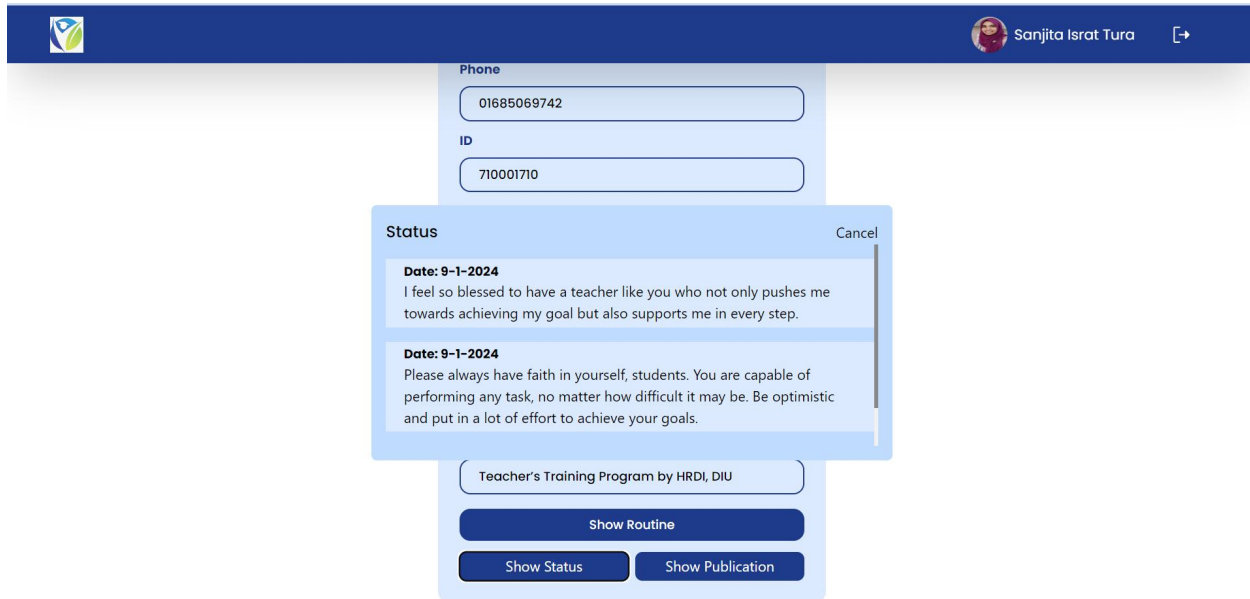 Sanjita Israt Tura
Phone
01685069742
ID
710001710
Status
Cancel
Date: 9-1-2024
I feel so blessed to have a teacher like you who not only pushes me
towards achieving my goal but also supports me in every step.
Date: 9-1-2024
Please always have faith in yourself, students. You are capable of
performing any task, no matter how difficult it may be. Be optimistic
and put in a lot of effort to achieve your goals.
Teacher's Training Program by HRDI, DIU
Show Routine
Show Status
Show Publication